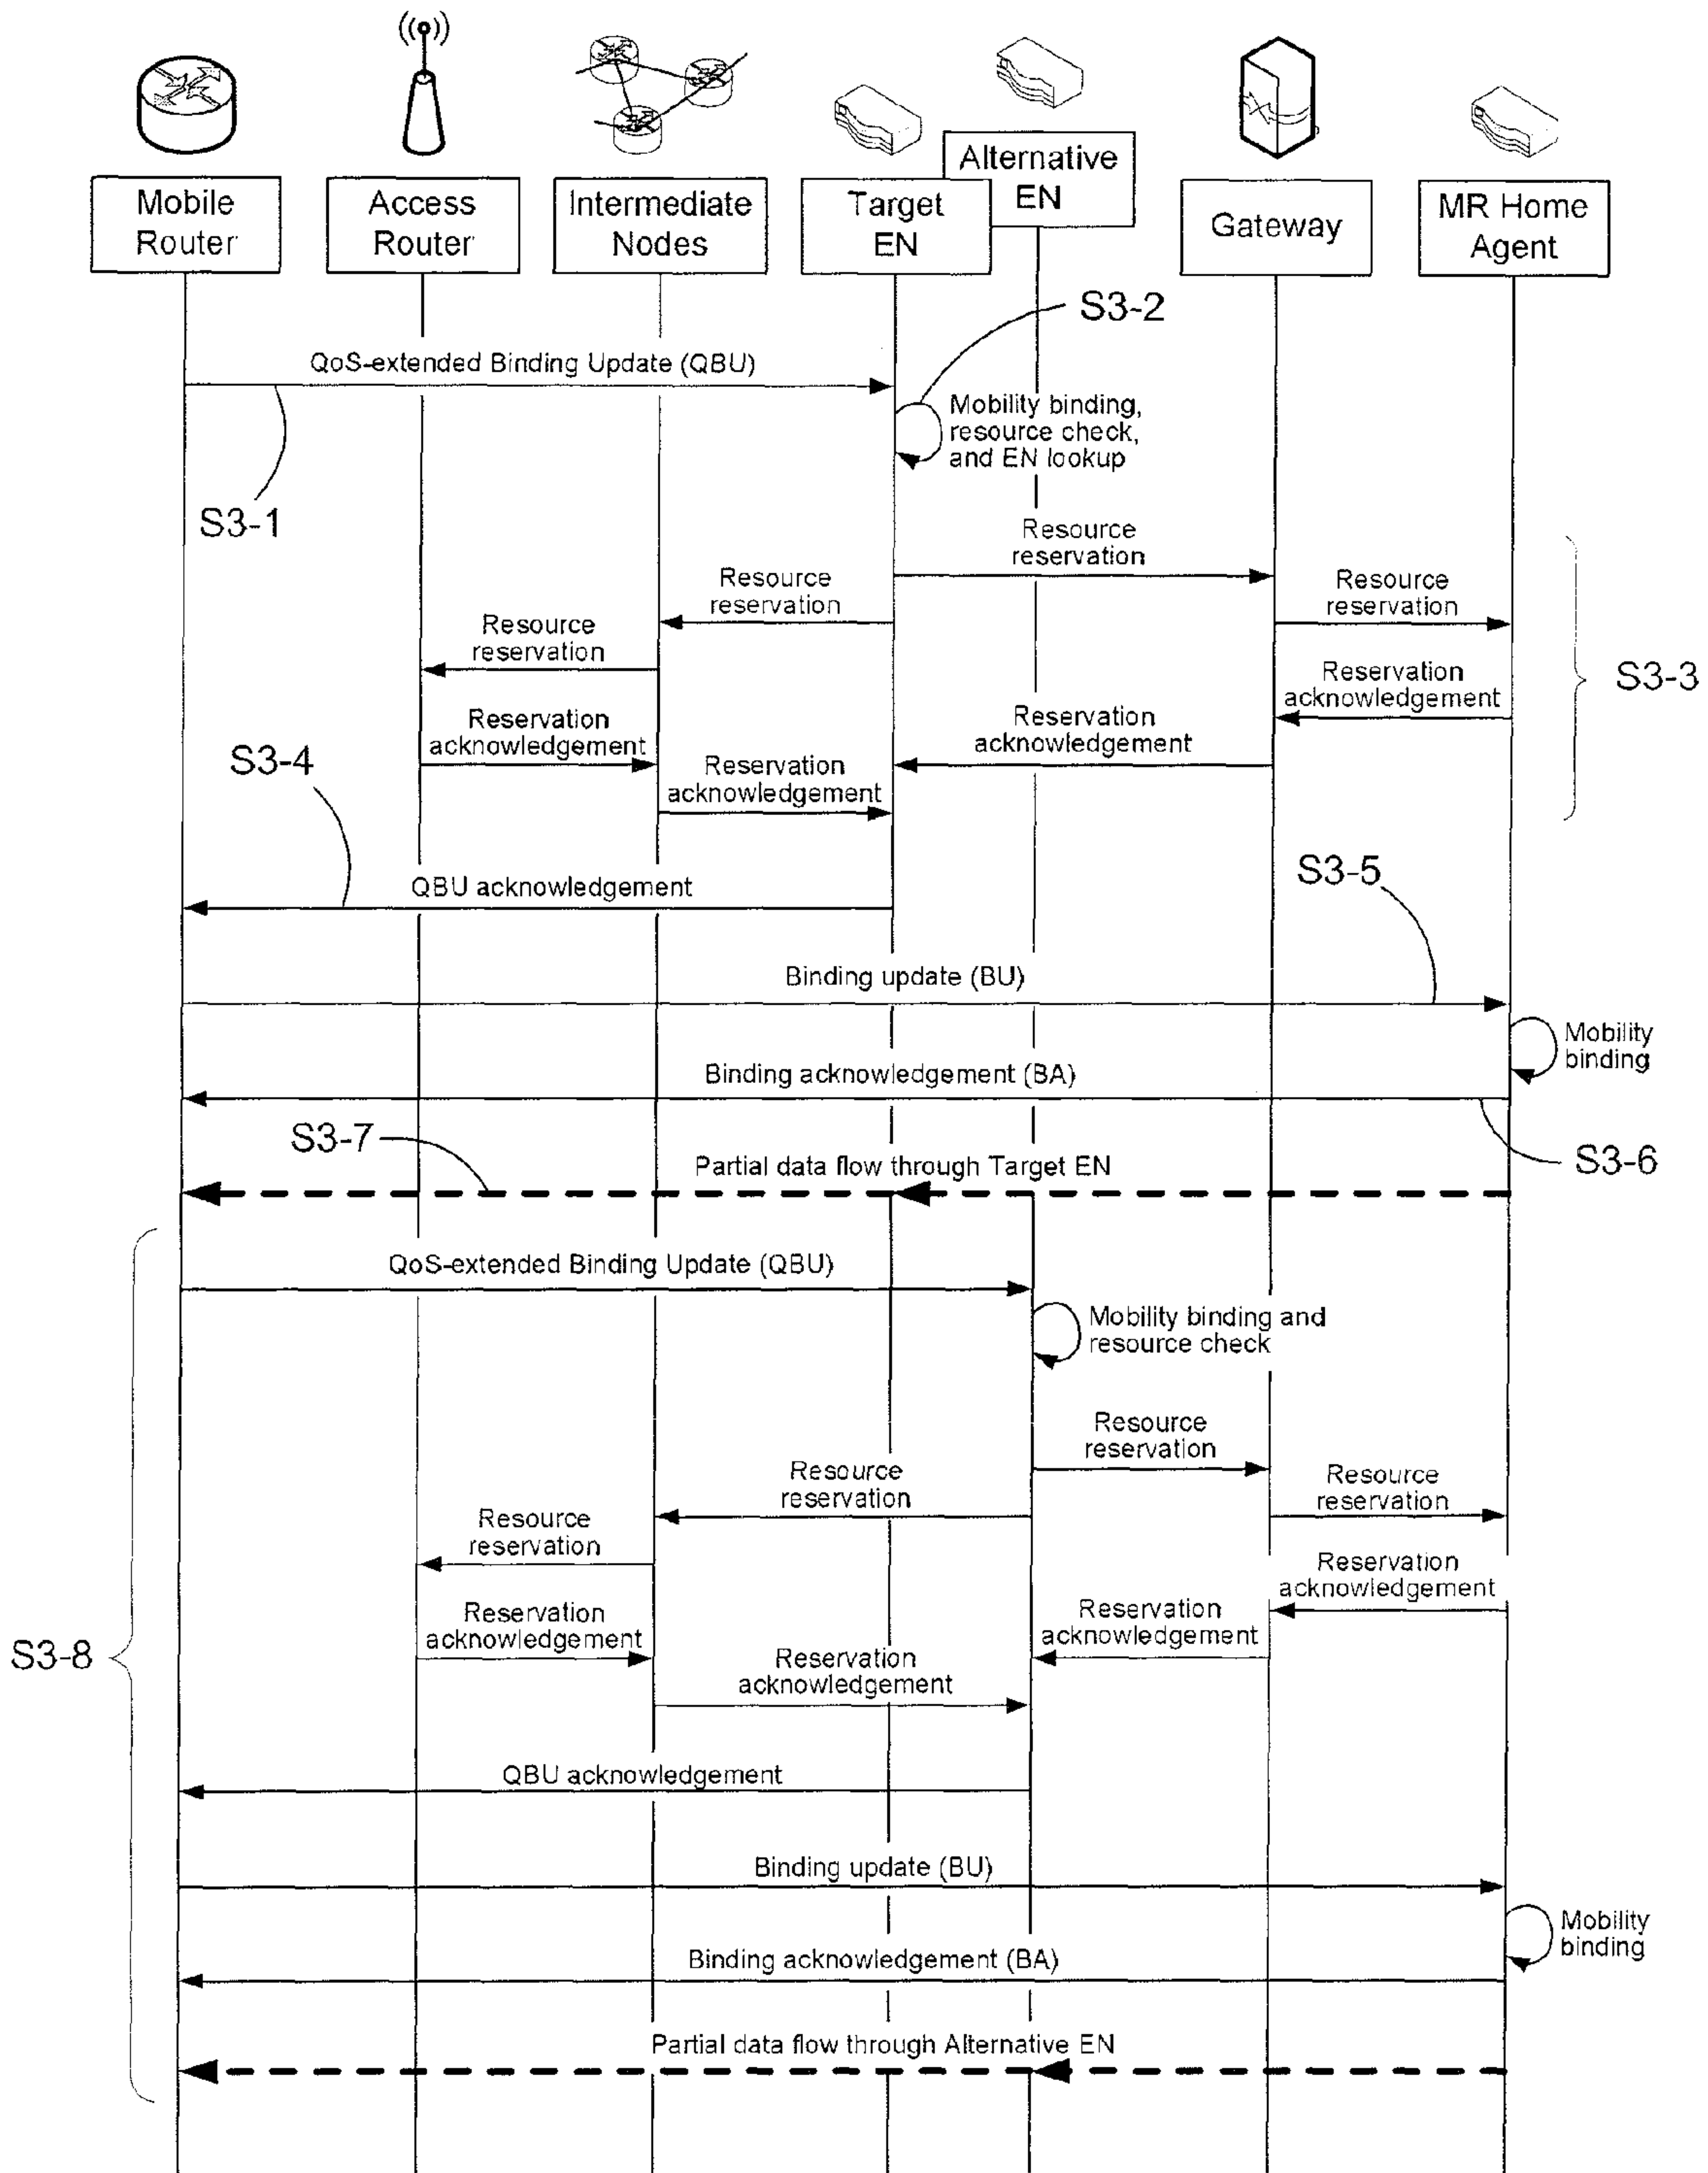 Alternative
EN
Mobile
Router
Access
Router
Intermediate
Nodes
Target
EN
Gateway
MR Home
Agent
S3-2
QoS-extended Binding Update (QBU)
Mobility binding,
resource check,
and EN lookup
S3-1
Resource
reservation
Resource
reservation
Resource
reservation
Resource
reservation
S3-3
Reservation
acknowledgement
Reservation
acknowledgement
Reservation
acknowledgement
S3-4
Reservation
acknowledgement
S3-5
QBU acknowledgement
Binding update (BU)
Mobility
binding
Binding acknowledgement (BA)
S3-7
S3-6
Partial data flow through Target EN
QoS-extended Binding Update (QBU)
Mobility binding and
resource check
Resource
reservation
Resource
reservation
Resource
reservation
Resource
reservation
Reservation
acknowledgement
Reservation
acknowledgement
Reservation
acknowledgement
S3-8
Reservation
acknowledgement
QBU acknowledgement
Binding update (BU)
Mobility
binding
Binding acknowledgement (BA)
Partial data flow through Alternative EN